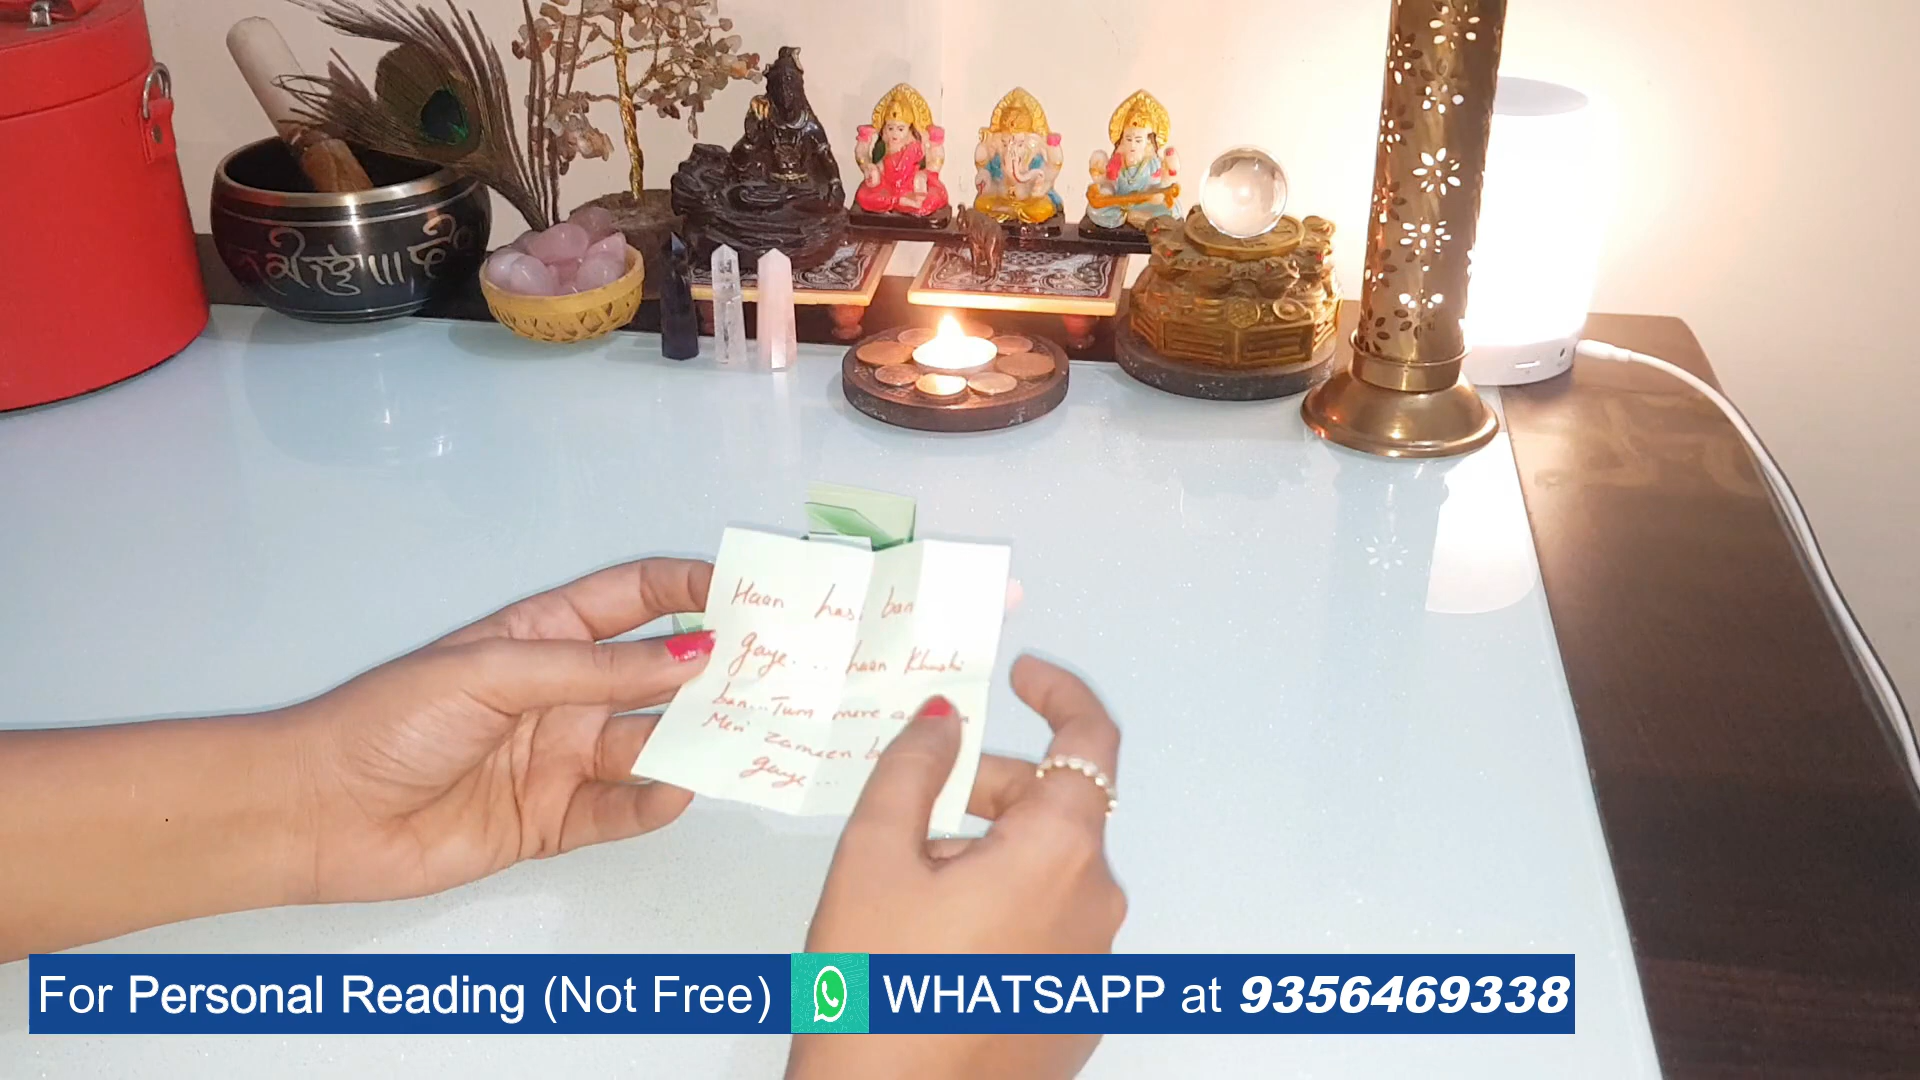 Haan hasi ban
gaye.... haan Khushi
ban...Tum mere
Meri zameen
gaye...
For Personal Reading (Not Free) WHATSAPP at 9356469338